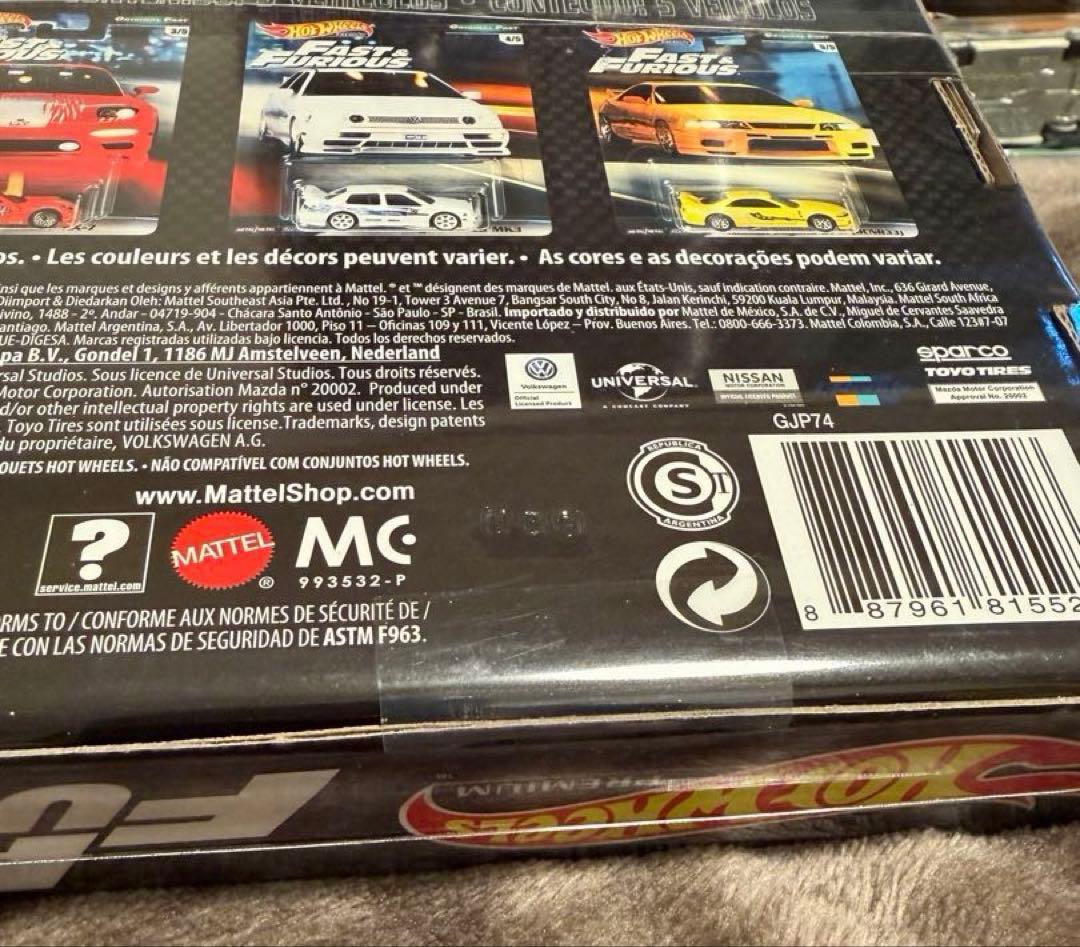 CONTEÚDO: 5 VEÍCULOS
HOT WHEELS
FAST & FURIOUS
3/5
4/5
5/5
MK3
os. • Les couleurs et les décors peuvent varier. • As cores e as decorações podem variar.
insi que les marques et designs y afférents appartiennent à Mattel. ® et ™ désignent des marques de Mattel. aux États-Unis, sauf indication contraire. Mattel, Inc., 636 Girard Avenue,
Diimport & Diedarkan Oleh: Mattel Southeast Asia Pte. Ltd., No 19-1, Tower 3 Avenue 7, Bangsar South City, No 8, Jalan Kerinchi, 59200 Kuala Lumpur, Malaysia. Mattel South Africa
ivino, 1488 - 2º. Andar - 04719-904 - Chácara Santo Antônio - São Paulo - SP - Brasil. Importado y distribuido por Mattel de México, S.A. de C.V., Miguel de Cervantes Saavedra
antiago. Mattel Argentina, S.A., Av. Libertador 1000, Piso 11 – Oficinas 109 y 111, Vicente López – Prov. Buenos Aires. Tel.: 0800-666-3373. Mattel Colombia, S.A., Calle 123#7-07
UE-DIGESA. Marcas registradas utilizadas bajo licencia. Todos los derechos reservados.
pa B.V., Gondel 1, 1186 MJ Amstelveen, Nederland
rsal Studios. Sous licence de Universal Studios. Tous droits réservés.
Motor Corporation. Autorisation Mazda n° 20002. Produced under
d/or other intellectual property rights are used under license. Les
Toyo Tires sont utilisées sous license.Trademarks, design patents
du propriétaire, VOLKSWAGEN A.G.
OUETS HOT WHEELS. • NÃO COMPATÍVEL COM CONJUNTOS HOT WHEELS.
Volkswagen
Official
Licensed Product
UNIVERSAL
A COMCAST COMPANY
NISSAN
MOTOR CORPORATION
OFFICIAL LICENSED PRODUCT
sparco
TOYO TIRES
Mazda Motor Corporation
Approval No. 20002
GJP74
www.MattelShop.com
?
service.mattel.com
MATTEL
®
MC
993532-P
REPUBLICA
S
ARGENTINA
8 87961 81552
RMS TO / CONFORME AUX NORMES DE SÉCURITÉ DE /
E CON LAS NORMAS DE SEGURIDAD DE ASTM F963.
FU
HOT WHEELS
PREMIUM